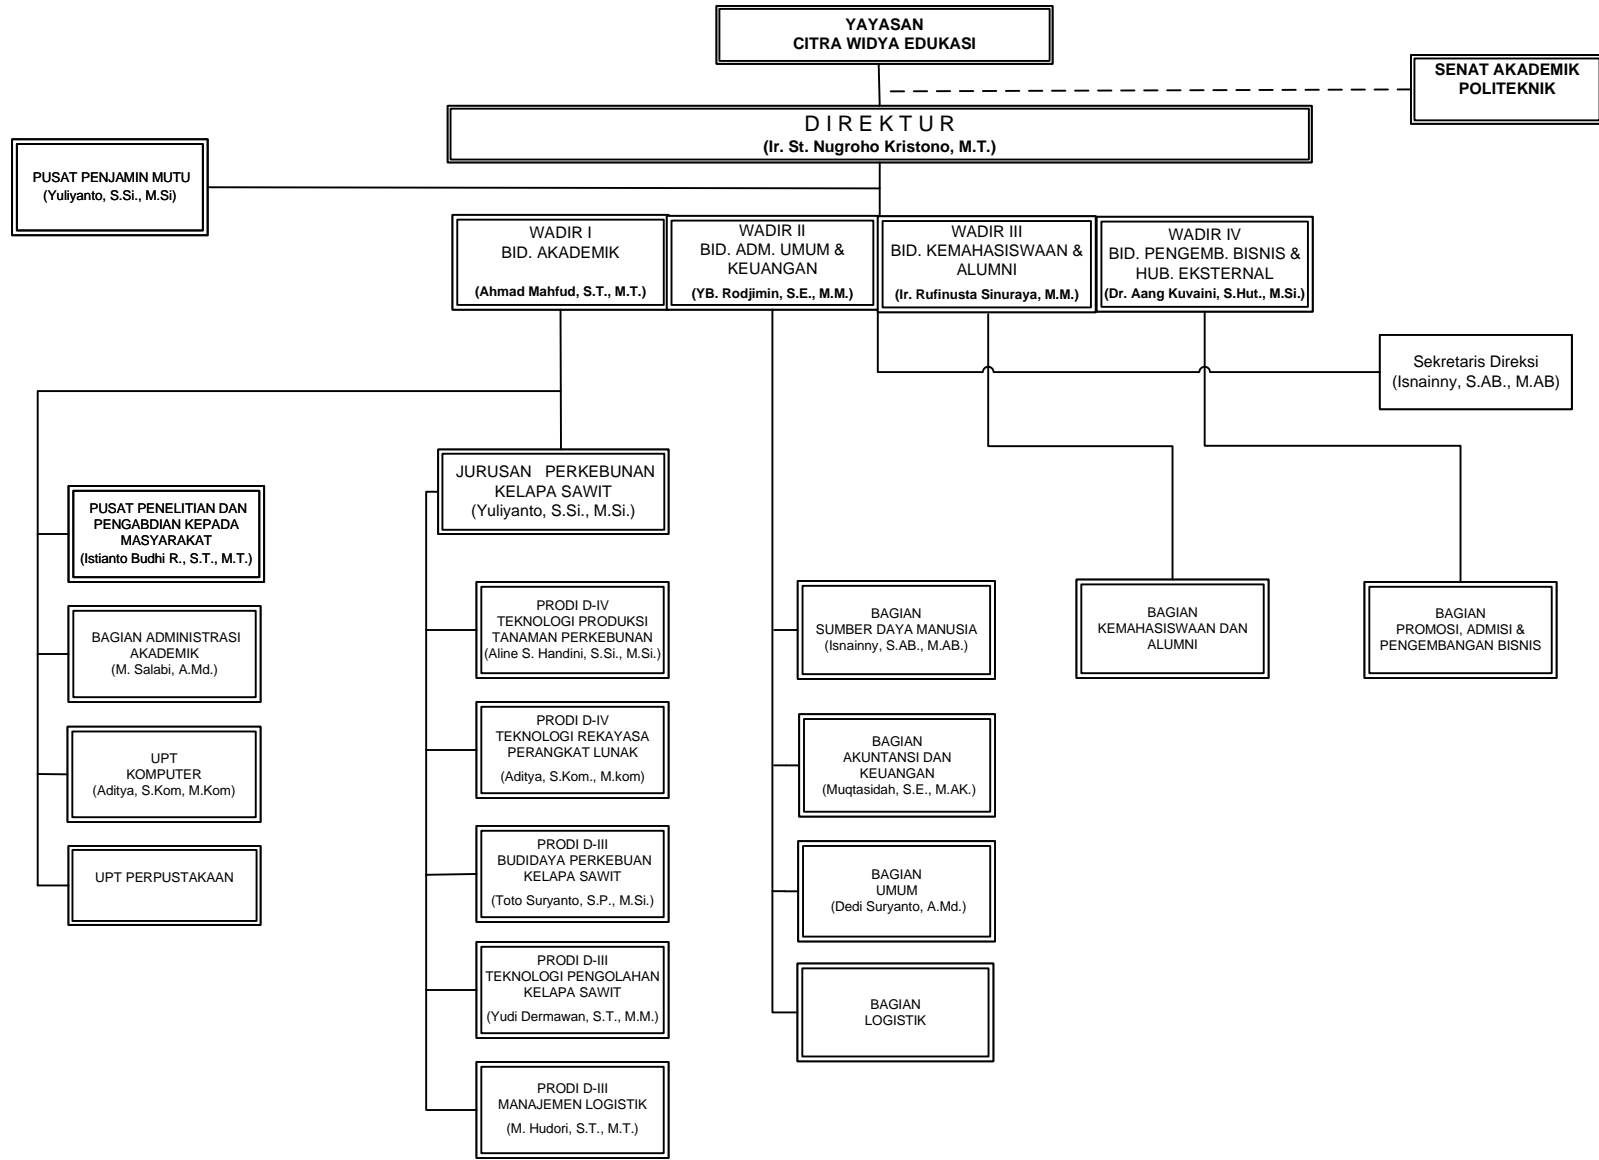 YAYASAN
CITRA WIDYA EDUKASI
SENAT AKADEMIK
POLITEKNIK
D I R E K T U R
(Ir. St. Nugroho Kristono, M.T.)
PUSAT PENJAMIN MUTU
(Yuliyanto, S.Si., M.Si)
WADIR I
BID. AKADEMIK
(Ahmad Mahfud, S.T., M.T.)
WADIR II
BID. ADM. UMUM &
KEUANGAN
(YB. Rodjimin, S.E., M.M.)
WADIR III
BID. KEMAHASISWAAN &
ALUMNI
(Ir. Rufinusta Sinuraya, M.M.)
WADIR IV
BID. PENGEMB. BISNIS &
HUB. EKSTERNAL
(Dr. Aang Kuvaini, S.Hut., M.Si.)
Sekretaris Direksi
(Isnainny, S.AB., M.AB)
JURUSAN PERKEBUNAN
KELAPA SAWIT
(Yuliyanto, S.Si., M.Si.)
PUSAT PENELITIAN DAN
PENGABDIAN KEPADA
MASYARAKAT
(Istianto Budhi R., S.T., M.T.)
BAGIAN ADMINISTRASI
AKADEMIK
(M. Salabi, A.Md.)
UPT
KOMPUTER
(Aditya, S.Kom, M.Kom)
UPT PERPUSTAKAAN
PRODI D-IV
TEKNOLOGI PRODUKSI
TANAMAN PERKEBUNAN
(Aline S. Handini, S.Si., M.Si.)
PRODI D-IV
TEKNOLOGI REKAYASA
PERANGKAT LUNAK
(Aditya, S.Kom., M.kom)
PRODI D-III
BUDIDAYA PERKEBUAN
KELAPA SAWIT
(Toto Suryanto, S.P., M.Si.)
PRODI D-III
TEKNOLOGI PENGOLAHAN
KELAPA SAWIT
(Yudi Dermawan, S.T., M.M.)
PRODI D-III
MANAJEMEN LOGISTIK
(M. Hudori, S.T., M.T.)
BAGIAN
SUMBER DAYA MANUSIA
(Isnainny, S.AB., M.AB.)
BAGIAN
AKUNTANSI DAN
KEUANGAN
(Muqtasidah, S.E., M.AK.)
BAGIAN
UMUM
(Dedi Suryanto, A.Md.)
BAGIAN
LOGISTIK
BAGIAN
KEMAHASISWAAN DAN
ALUMNI
BAGIAN
PROMOSI, ADMISI &
PENGEMBANGAN BISNIS